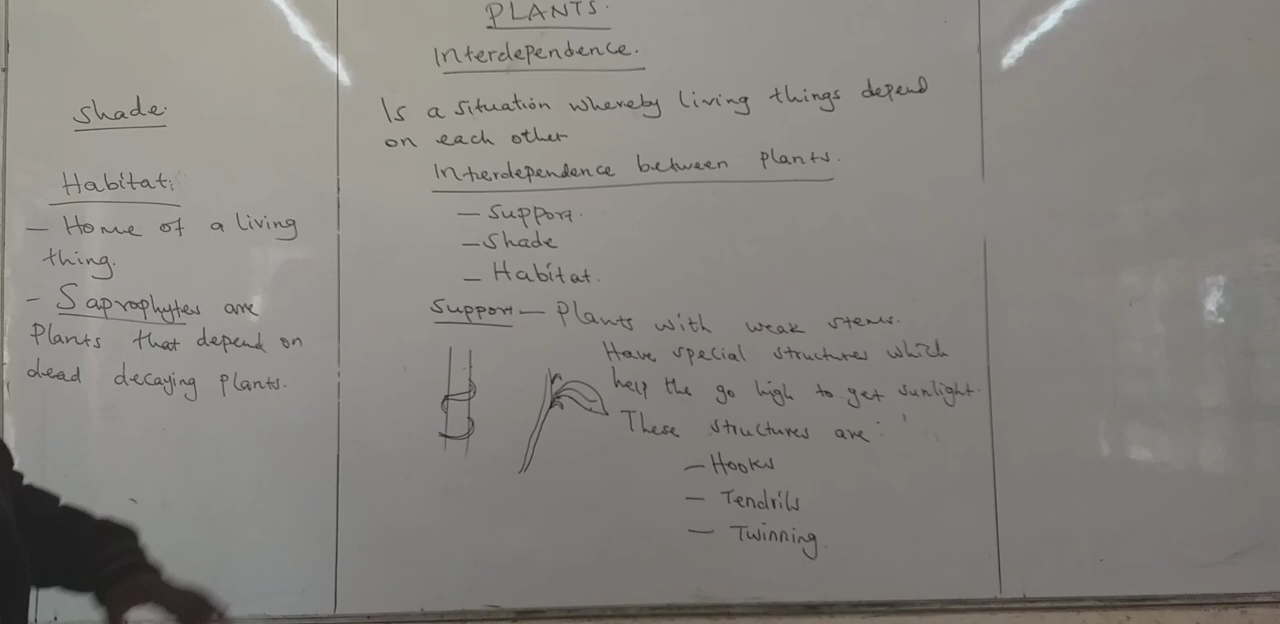 PLANTS.
Interdependence.
Is a situation whereby living things depend
on each other
Interdependence between plants.
- Support.
- Shade
- Habitat.
Support - Plants with weak stems.
Have special structures which
help the go high to get sunlight.
These structures are:
- Hooks
- Tendrils
- Twinning
Shade.
Habitat:
- Home of a living
thing.
- Saprophytes are
plants that depend on
dead decaying plants.